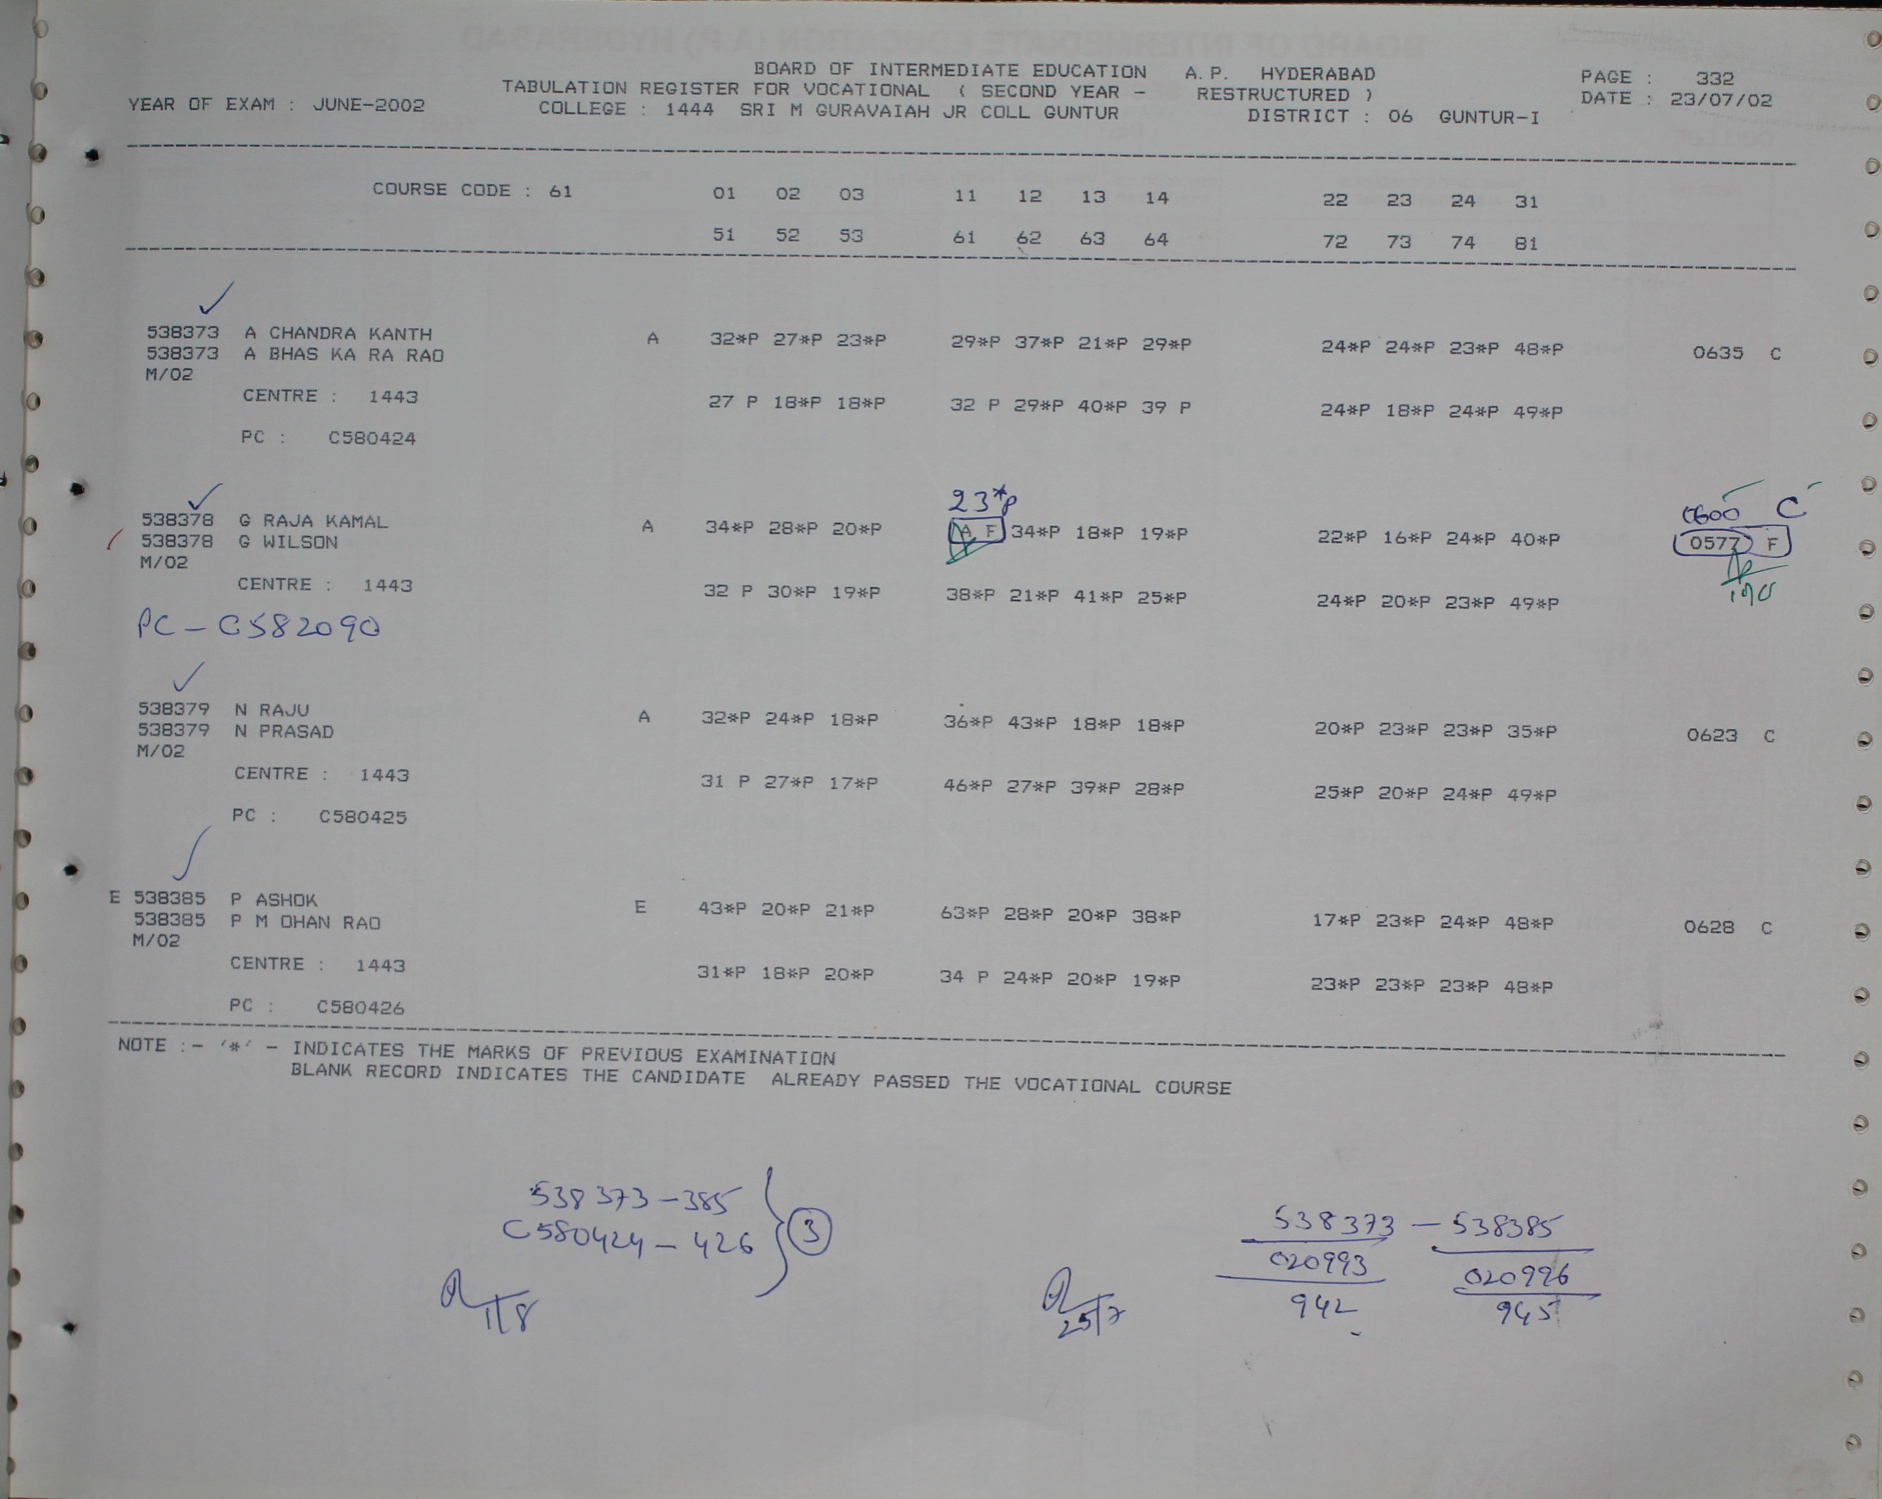 BOARD OF INTERMEDIATE EDUCATION A.P. HYDERABAD
TABULATION REGISTER FOR VOCATIONAL ( SECOND YEAR - RESTRUCTURED )
PAGE : 332
YEAR OF EXAM : JUNE-2002 COLLEGE : 1444 SRI M GURAVAIAH JR COLL GUNTUR DISTRICT : 06 GUNTUR-I
DATE : 23/07/02
COURSE CODE : 61 01 02 03 11 12 13 14 22 23 24 31
51 52 53 61 62 63 64 72 73 74 81
538373 A CHANDRA KANTH A 32*P 27*P 23*P 29*P 37*P 21*P 29*P 24*P 24*P 23*P 48*P 0635 C
538373 A BHAS KA RA RAO
M/02
CENTRE : 1443 27 P 18*P 18*P 32 P 29*P 40*P 39 P 24*P 18*P 24*P 49*P
PC : C580424
23*P
0600 C
538378 G RAJA KAMAL A 34*P 28*P 20*P A F 34*P 18*P 19*P 22*P 16*P 24*P 40*P 0577 F
538378 G WILSON
M/02
CENTRE : 1443 32 P 30*P 19*P 38*P 21*P 41*P 25*P 24*P 20*P 23*P 49*P
PC - C582090
538379 N RAJU A 32*P 24*P 18*P 36*P 43*P 18*P 18*P 20*P 23*P 23*P 35*P 0623 C
538379 N PRASAD
M/02
CENTRE : 1443 31 P 27*P 17*P 46*P 27*P 39*P 28*P 25*P 20*P 24*P 49*P
PC : C580425
E 538385 P ASHOK E 43*P 20*P 21*P 63*P 28*P 20*P 38*P 17*P 23*P 24*P 48*P 0628 C
538385 P M OHAN RAO
M/02
CENTRE : 1443 31*P 18*P 20*P 34 P 24*P 20*P 19*P 23*P 23*P 23*P 48*P
PC : C580426
NOTE :- '*' - INDICATES THE MARKS OF PREVIOUS EXAMINATION
BLANK RECORD INDICATES THE CANDIDATE ALREADY PASSED THE VOCATIONAL COURSE
538373-385
C580424-426
3
1/8
25/7
538373 - 538385
020993 020996
942 945